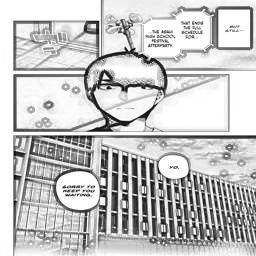 BUT
STILL--
THAT ENDS
THE FULL
SCHEDULE
FOR...
...THE ASAHI
HIGH SCHOOL
FESTIVAL
AFTERPARTY.
YO.
SORRY TO
KEEP YOU
WAITING.